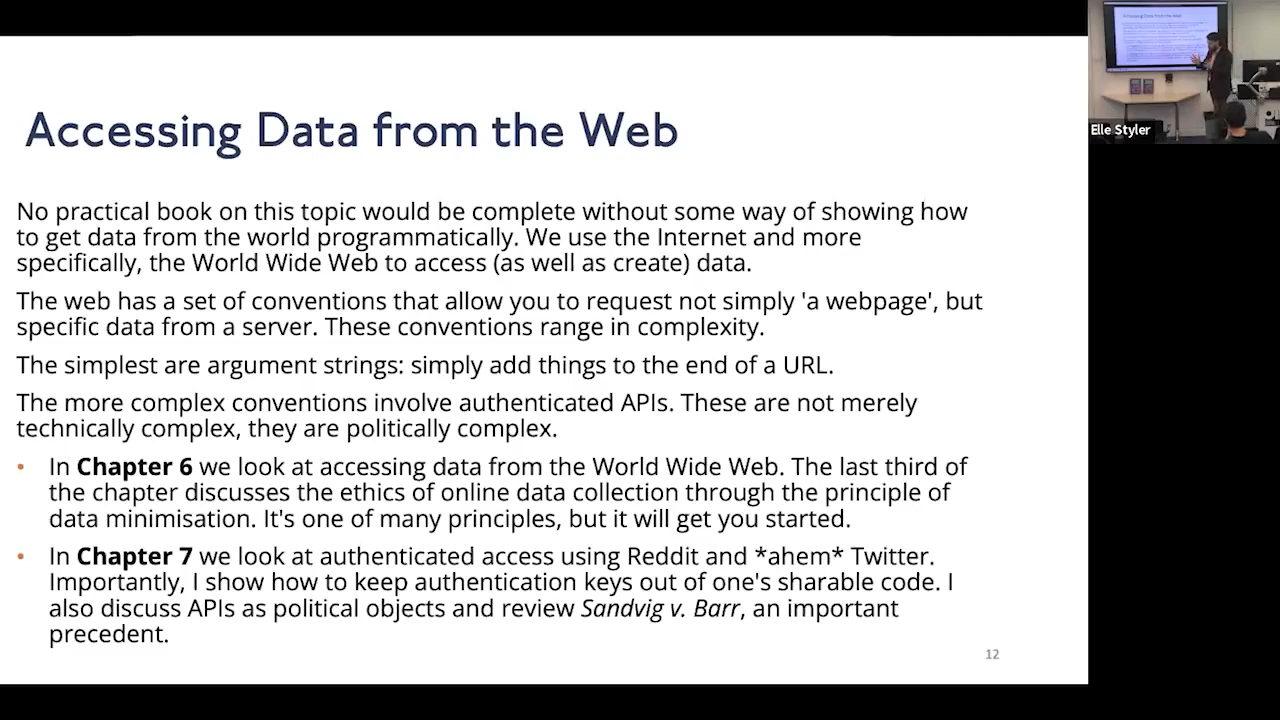 Accessing Data from the Web
No practical book on this topic would be complete without some way of showing how
to get data from the world programmatically. We use the Internet and more
specifically, the World Wide Web to access (as well as create) data.
The web has a set of conventions that allow you to request not simply 'a webpage', but
specific data from a server. These conventions range in complexity.
The simplest are argument strings: simply add things to the end of a URL.
The more complex conventions involve authenticated APIs. These are not merely
technically complex, they are politically complex.
• In Chapter 6 we look at accessing data from the World Wide Web. The last third of
the chapter discusses the ethics of online data collection through the principle of
data minimisation. It's one of many principles, but it will get you started.
• In Chapter 7 we look at authenticated access using Reddit and *ahem* Twitter.
Importantly, I show how to keep authentication keys out of one's sharable code. I
also discuss APIs as political objects and review Sandvig v. Barr, an important
precedent.
12
Elle Styler